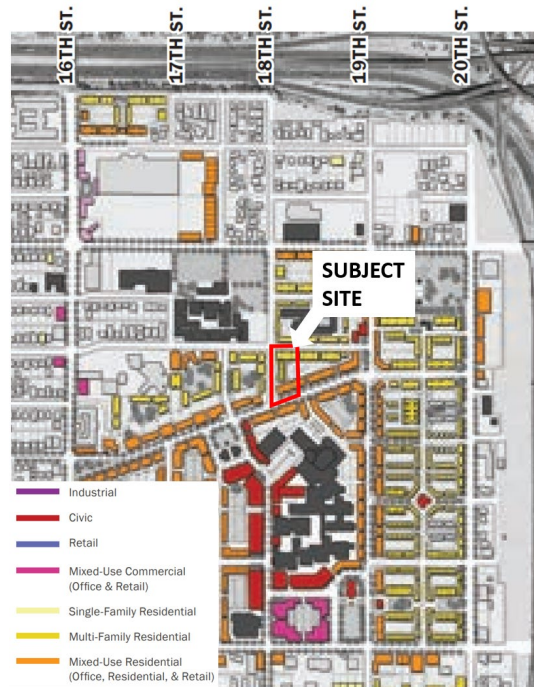 16TH ST.
17TH ST.
18TH ST.
19TH ST.
20TH ST.
SUBJECT
SITE
Industrial
Civic
Retail
Mixed-Use Commercial
(Office & Retail)
Single-Family Residential
Multi-Family Residential
Mixed-Use Residential
(Office, Residential, & Retail)